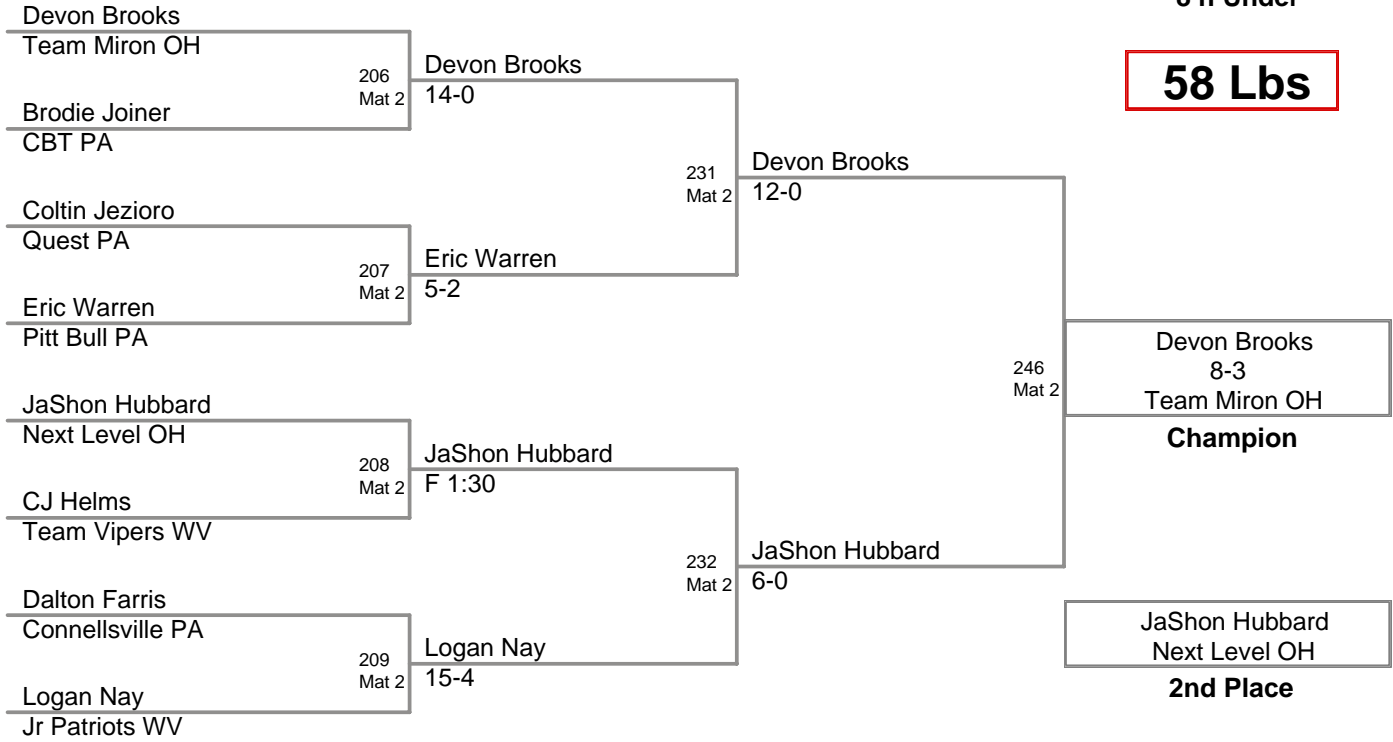 58 Lbs
Devon Brooks
Team Miron OH
206
Mat 2
Brodie Joiner
CBT PA
Devon Brooks
14-0
Coltin Jezioro
Quest PA
207
Mat 2
Eric Warren
Pitt Bull PA
Eric Warren
5-2
231
Mat 2
Devon Brooks
12-0
JaShon Hubbard
Next Level OH
208
Mat 2
CJ Helms
Team Vipers WV
JaShon Hubbard
F 1:30
Dalton Farris
Connellsville PA
209
Mat 2
Logan Nay
Jr Patriots WV
Logan Nay
15-4
232
Mat 2
JaShon Hubbard
6-0
246
Mat 2
Devon Brooks
8-3
Team Miron OH
Champion
JaShon Hubbard
Next Level OH
2nd Place